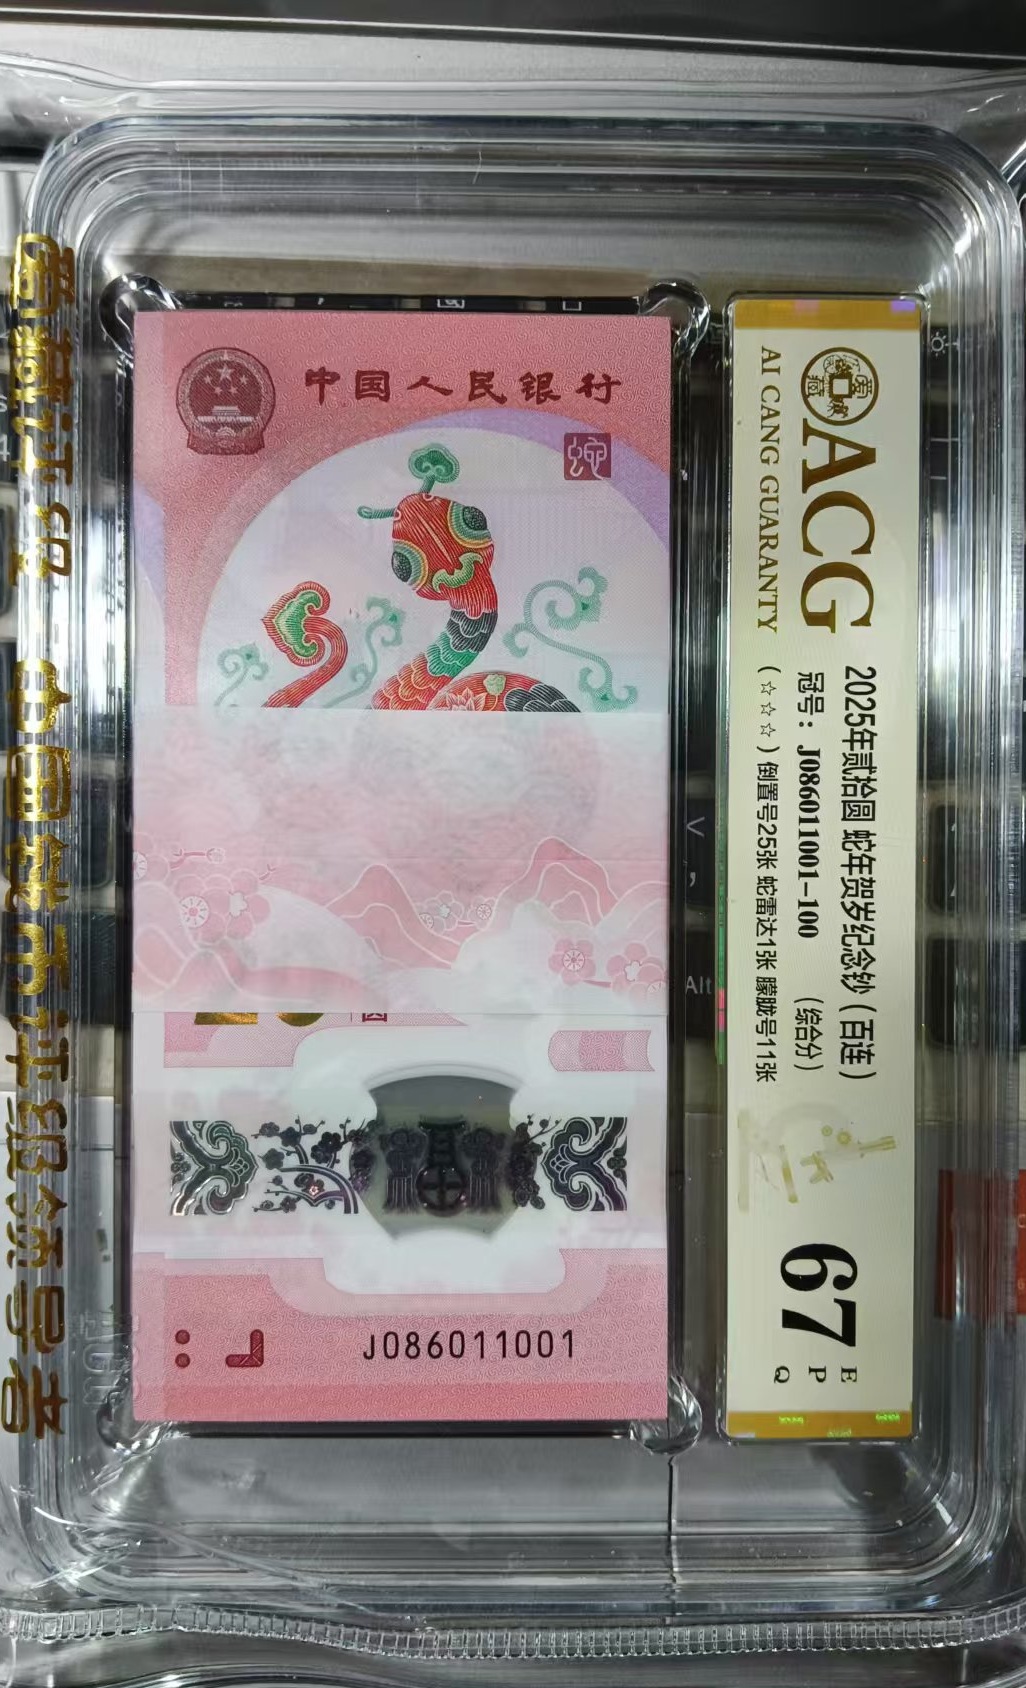 中国人民银行
蛇
J086011001
ACG
AI CANG GUARANTY
2025年贰拾圆 蛇年贺岁纪念钞（百连）
冠号：J086011001-100 （综合分）
（☆☆☆）倒置号25张 蛇雷达1张 朦胧号11张
67
E
P
Q
爱藏评级 中国钱币评级领导者
Alt